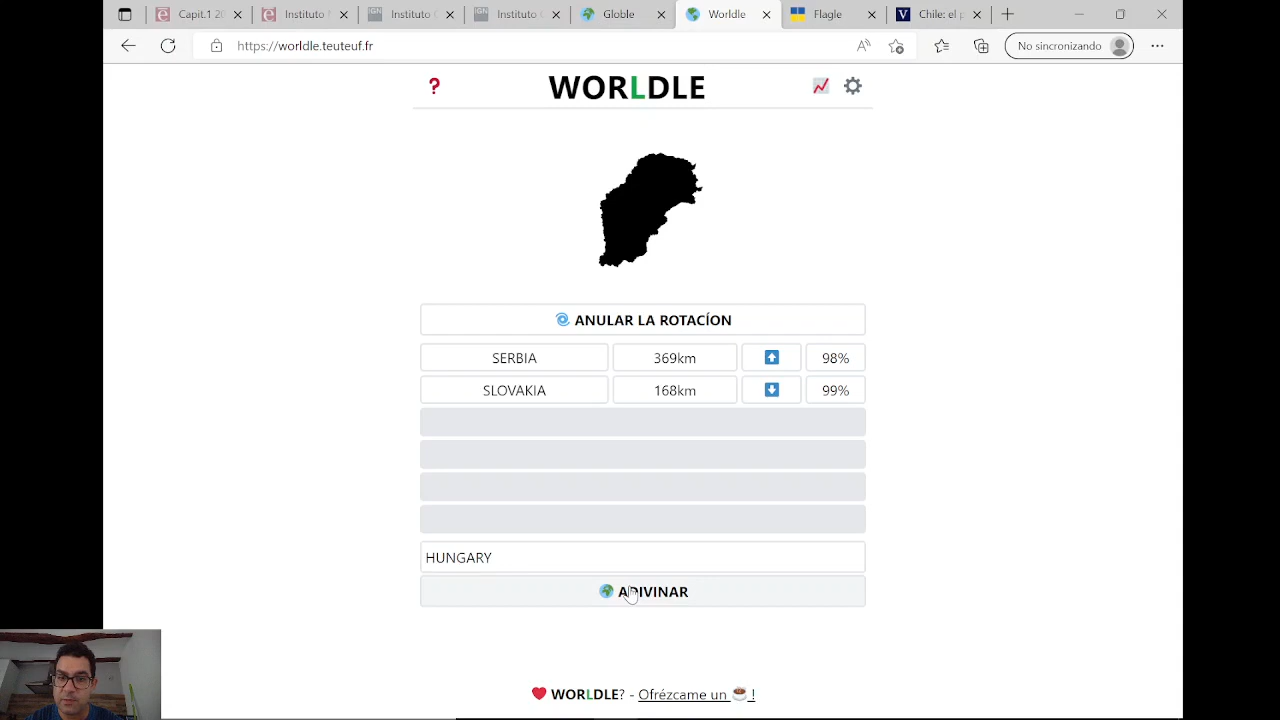 Capit.1 20
Instituto N
Instituto G
Instituto G
Globle
Worldle
Flagle
V Chile: el p
https://worldle.teuteuf.fr
No sincronizando
?
WORLDLE
ANULAR LA ROTACÍON
SERBIA 369km 98%
SLOVAKIA 168km 99%
HUNGARY
ADIVINAR
WORLDLE? - Ofrézcame un !